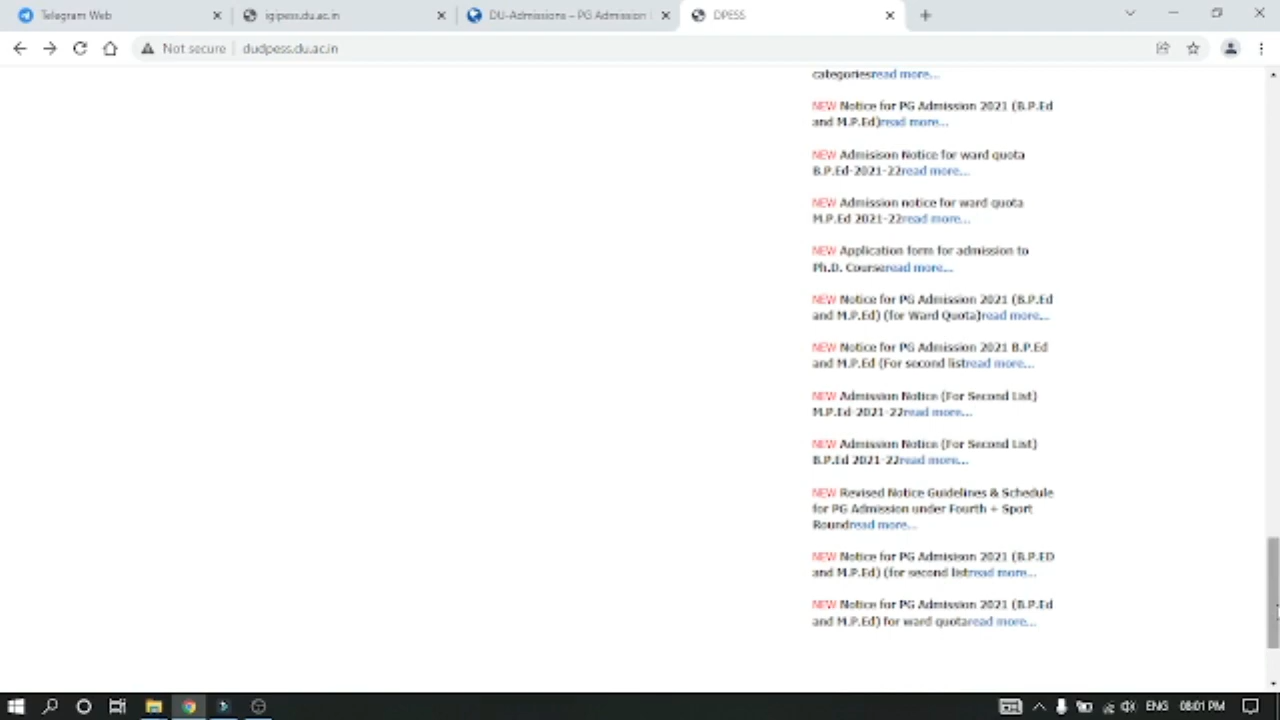 Telegram Web
igipess.du.ac.in
DU-Admissions – PG Admission
DPESS
Not secure
dudpess.du.ac.in
categoriesread more...
NEW Notice for PG Admission 2021 (B.P.Ed
and M.P.Ed)read more...
NEW Admisison Notice for ward quota
B.P.Ed-2021-22read more...
NEW Admission notice for ward quota
M.P.Ed 2021-22read more...
NEW Application form for admission to
Ph.D. Courseread more...
NEW Notice for PG Admission 2021 (B.P.Ed
and M.P.Ed) (for Ward Quota)read more...
NEW Notice for PG Admission 2021 B.P.Ed
and M.P.Ed (For second listread more...
NEW Admission Notice (For Second List)
M.P.Ed-2021-22read more...
NEW Admission Notice (For Second List)
B.P.Ed 2021-22read more...
NEW Revised Notice Guidelines & Schedule
for PG Admission under Fourth + Sport
Roundread more...
NEW Notice for PG Admisison 2021 (B.P.ED
and M.P.Ed) (for second listread more...
NEW Notice for PG Admission 2021 (B.P.Ed
and M.P.Ed) for ward quotaread more...
ENG
08:01 PM